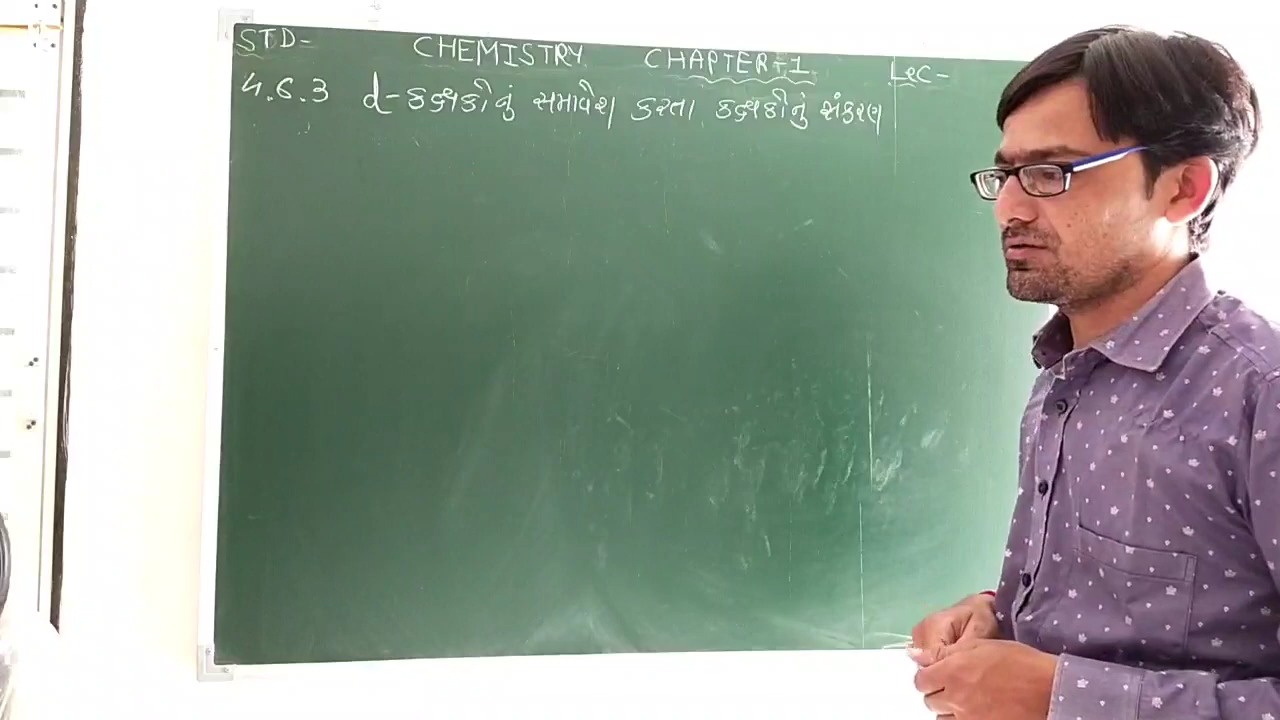 STD- CHEMISTRY CHAPTER-1 Lec-
4.6.3 d-કક્ષકોનું સમાવેશ કરતા કક્ષકોનું સંકરણ